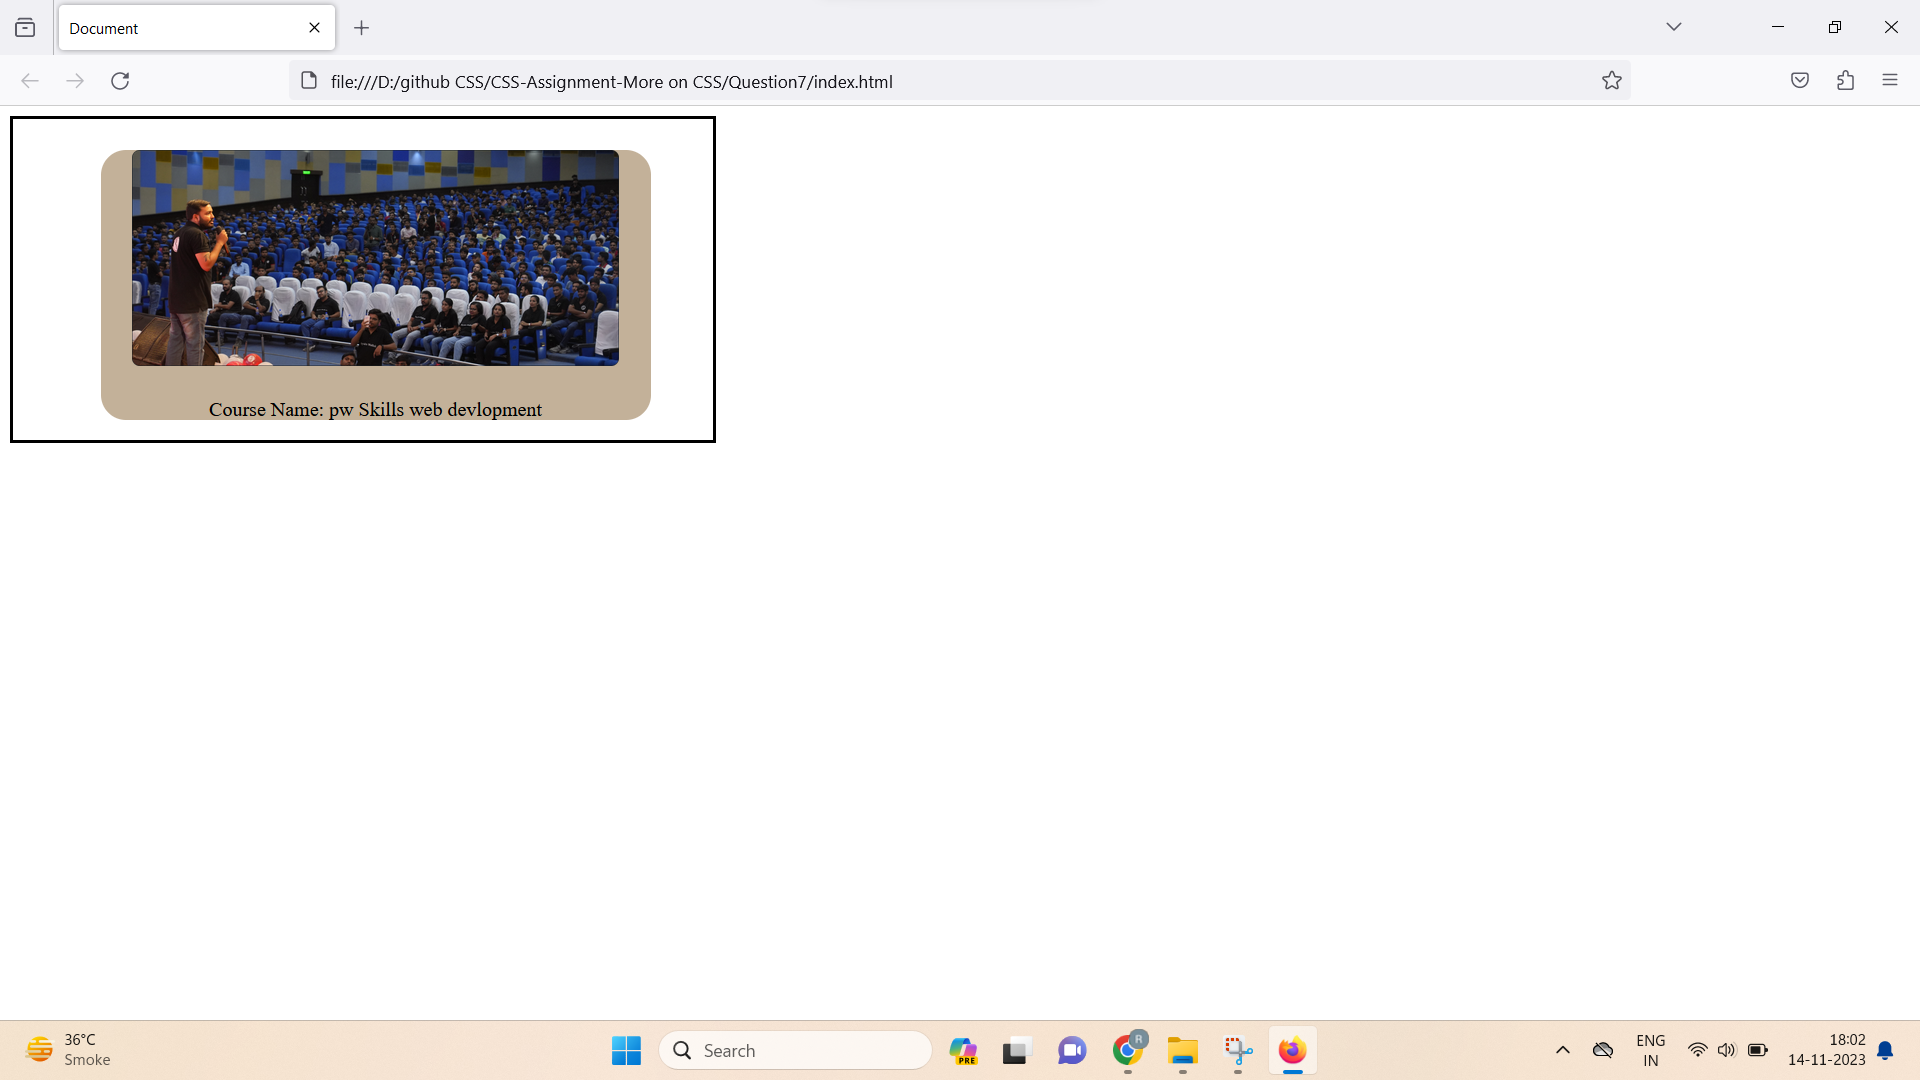 Document
file:///D:/github CSS/CSS-Assignment-More on CSS/Question7/index.html
Course Name: pw Skills web devlopment
36°C
Smoke
Search
PRE
R
ENG
IN
18:02
14-11-2023